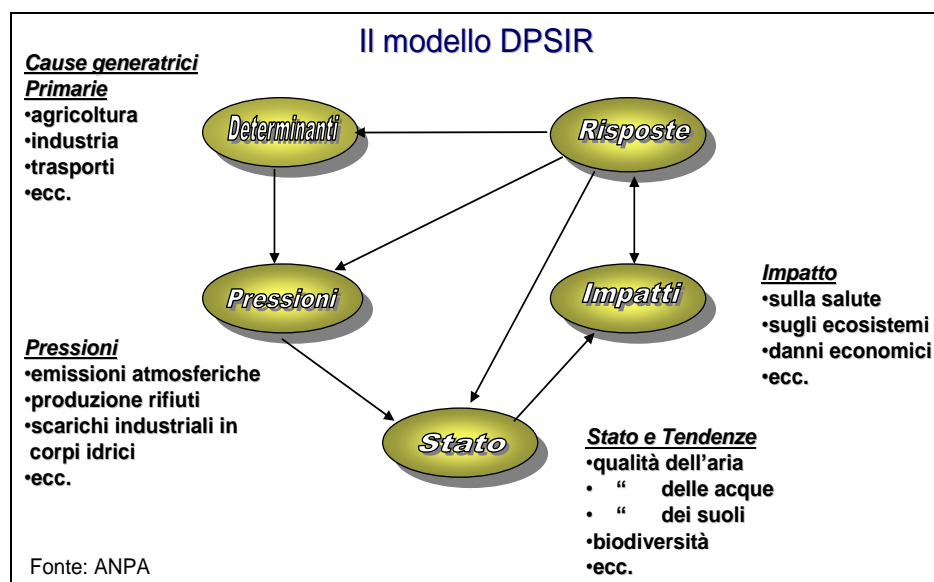 Il modello DPSIR
Cause generatrici
Primarie
•agricoltura
•industria
•trasporti
•ecc.
Determinanti
Risposte
Pressioni
Impatti
Impatto
•sulla salute
•sugli ecosistemi
•danni economici
•ecc.
Pressioni
•emissioni atmosferiche
•produzione rifiuti
•scarichi industriali in
corpi idrici
•ecc.
Stato
Stato e Tendenze
•qualità dell’aria
• “ delle acque
• “ dei suoli
•biodiversità
•ecc.
Fonte: ANPA